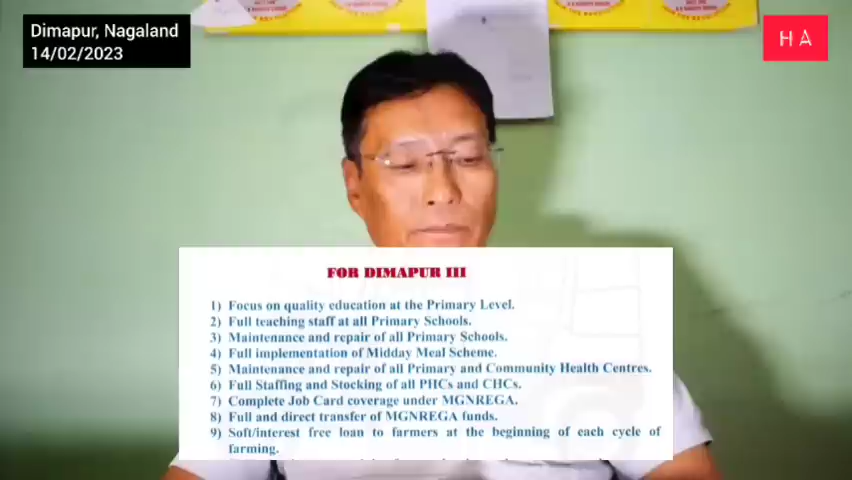 Dimapur, Nagaland
14/02/2023
H A
FOR DIMAPUR III
1) Focus on quality education at the Primary Level.
2) Full teaching staff at all Primary Schools.
3) Maintenance and repair of all Primary Schools.
4) Full implementation of Midday Meal Scheme.
5) Maintenance and repair of all Primary and Community Health Centres.
6) Full Staffing and Stocking of all PHCs and CHCs.
7) Complete Job Card coverage under MGNREGA.
8) Full and direct transfer of MGNREGA funds.
9) Soft/interest free loan to farmers at the beginning of each cycle of
farming.